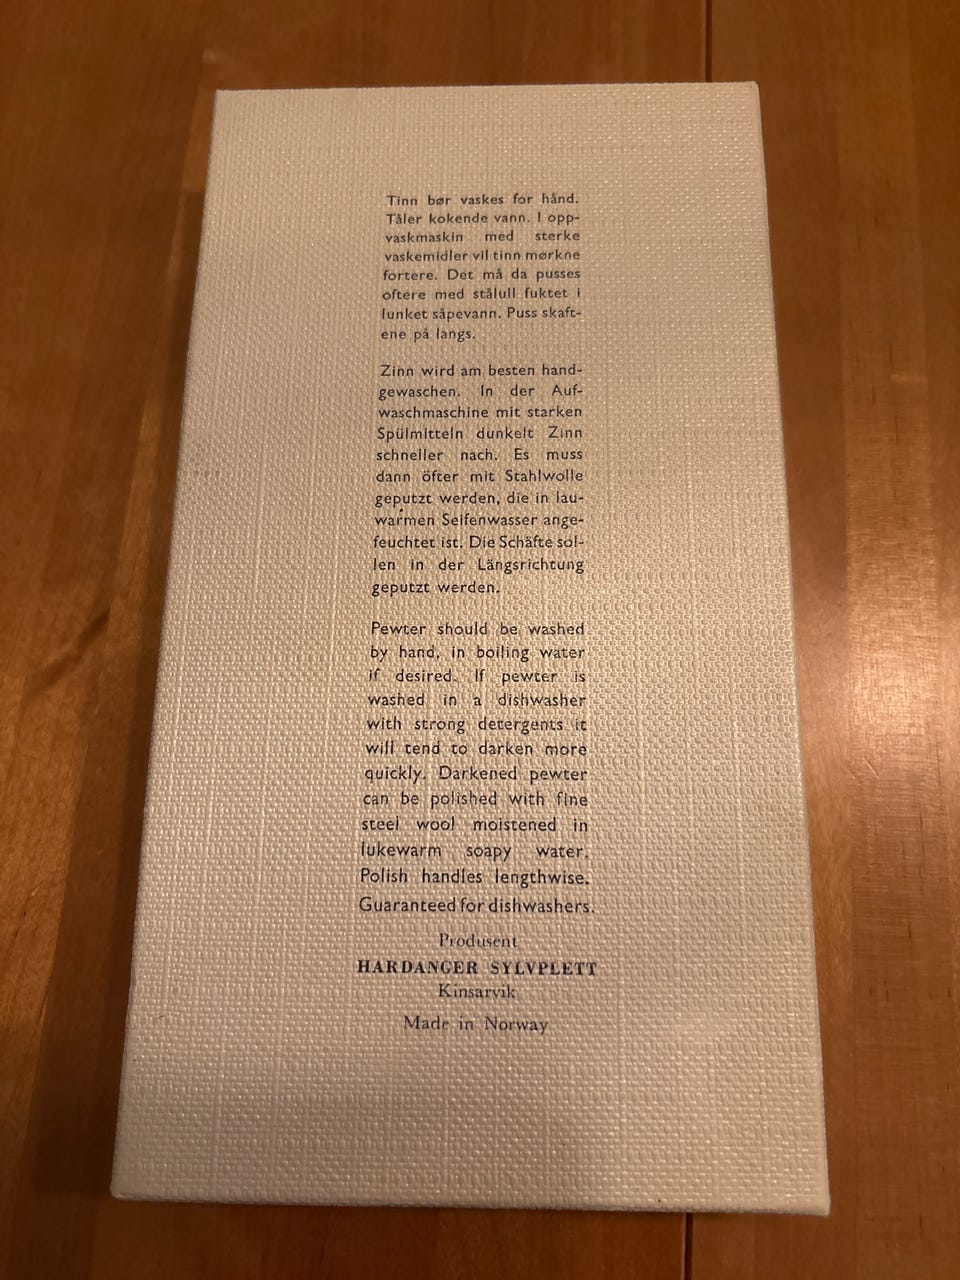 Tinn bør vaskes for hånd.
Tåler kokende vann. I opp-
vaskmaskin med sterke
vaskemidler vil tinn mørkne
fortere. Det må da pusses
oftere med stålull fuktet i
lunket såpevann. Puss skaft-
ene på langs.
Zinn wird am besten hand-
gewaschen. In der Auf-
waschmaschine mit starken
Spülmitteln dunkelt Zinn
schneller nach. Es muss
dann öfter mit Stahlwolle
geputzt werden, die in lau-
warmen Seifenwasser ange-
feuchtet ist. Die Schäfte sol-
len in der Längsrichtung
geputzt werden.
Pewter should be washed
by hand, in boiling water
if desired. If pewter is
washed in a dishwasher
with strong detergents it
will tend to darken more
quickly. Darkened pewter
can be polished with fine
steel wool moistened in
lukewarm soapy water.
Polish handles lengthwise.
Guaranteed for dishwashers.
Produsent
HARDANGER SYLVPLETT
Kinsarvik
Made in Norway